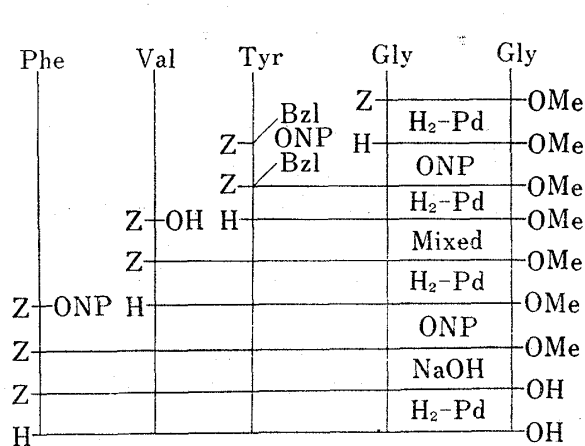 Phe Val Tyr Gly Gly
Z OMe
Bzl H₂-Pd
Z ONP H OMe
Bzl ONP
Z OMe
H₂-Pd
Z OH H OMe
Mixed
Z OMe
H₂-Pd
Z ONP H OMe
ONP
Z OMe
NaOH
Z OH
H₂-Pd
H OH